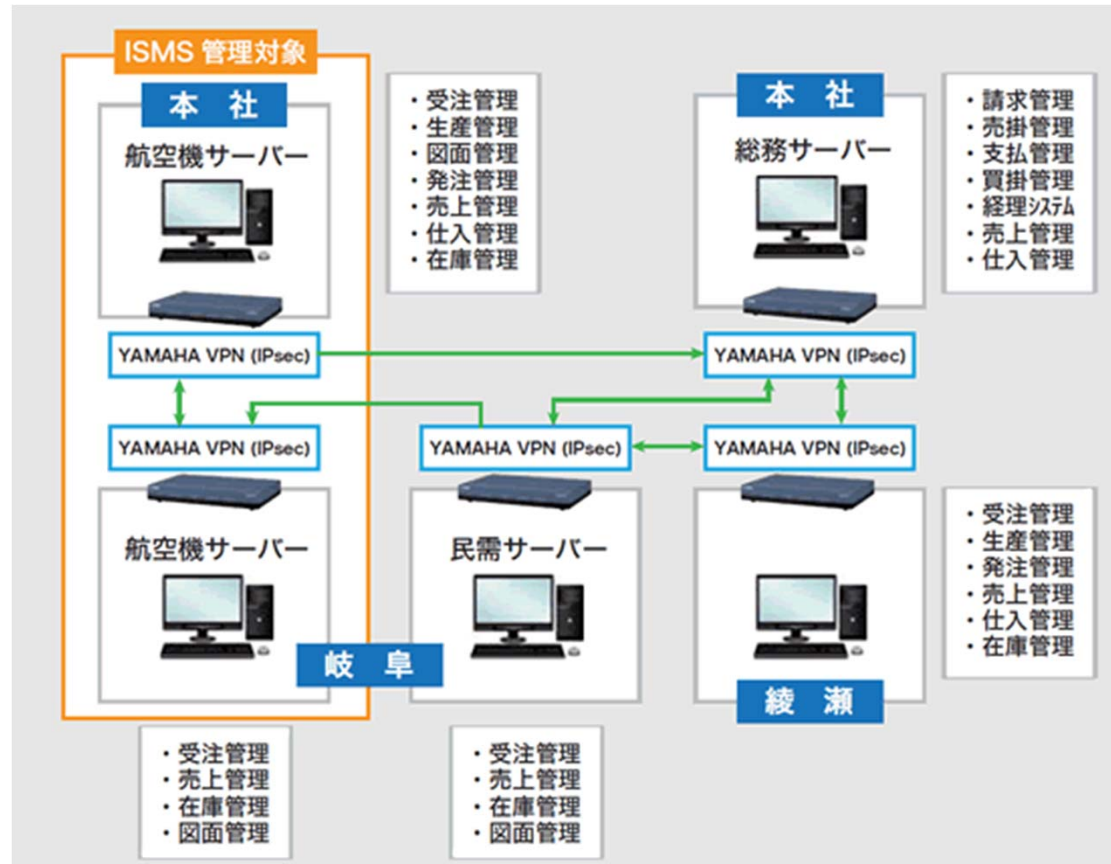 ISMS 管理対象
本 社
航空機サーバー
・受注管理
・生産管理
・図面管理
・発注管理
・売上管理
・仕入管理
・在庫管理
本 社
総務サーバー
・請求管理
・売掛管理
・支払管理
・買掛管理
・経理システム
・売上管理
・仕入管理
YAMAHA VPN (IPsec)
YAMAHA VPN (IPsec)
YAMAHA VPN (IPsec)
YAMAHA VPN (IPsec)
YAMAHA VPN (IPsec)
航空機サーバー
民需サーバー
岐 阜
綾 瀬
・受注管理
・生産管理
・発注管理
・売上管理
・仕入管理
・在庫管理
・受注管理
・売上管理
・在庫管理
・図面管理
・受注管理
・売上管理
・在庫管理
・図面管理